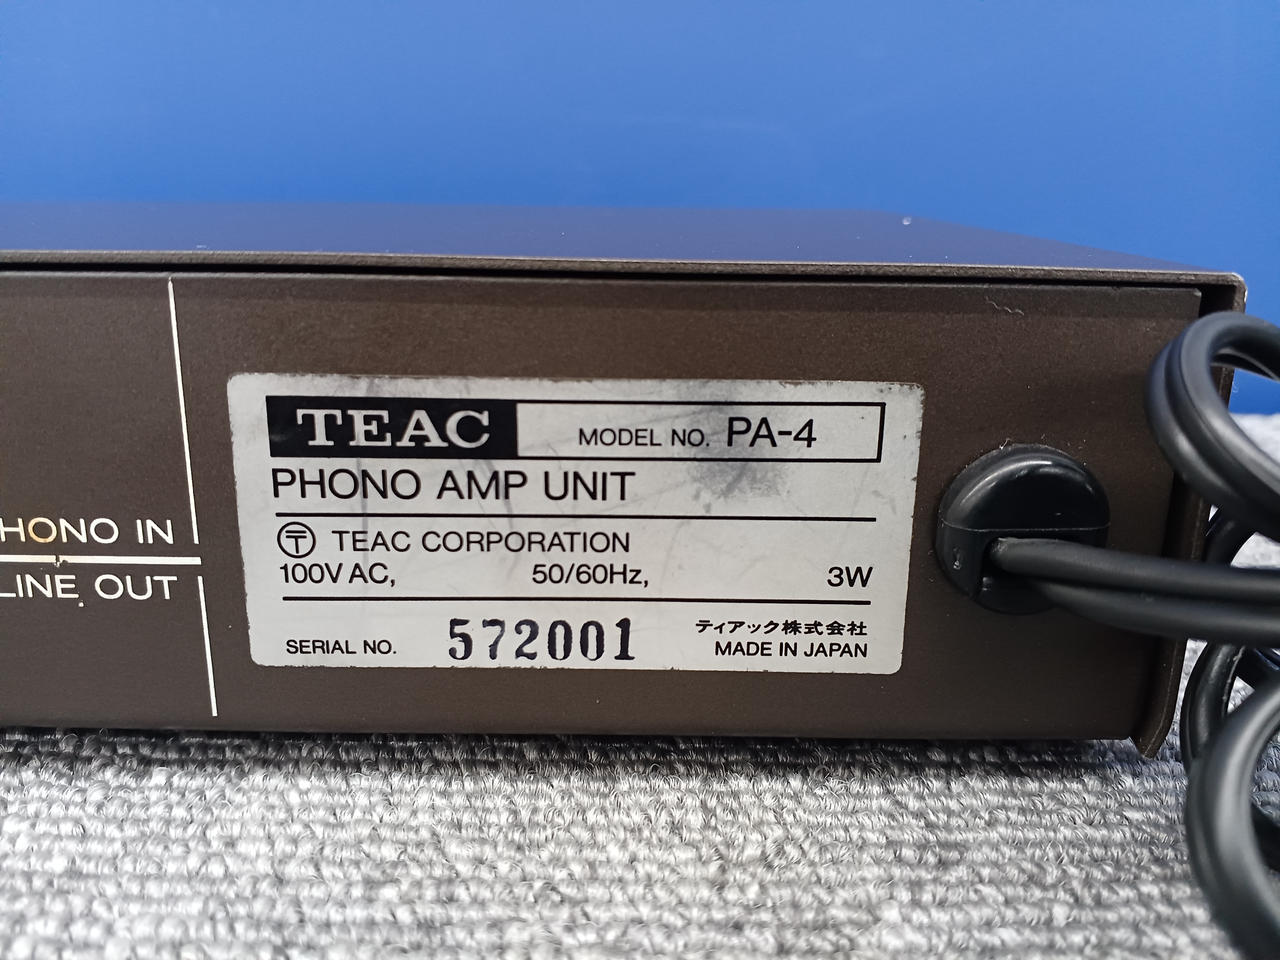 TEAC MODEL NO. PA-4
PHONO AMP UNIT
〒 TEAC CORPORATION
100V AC, 50/60Hz, 3W
SERIAL NO. 572001
ティアック株式会社
MADE IN JAPAN
HONO IN
LINE OUT